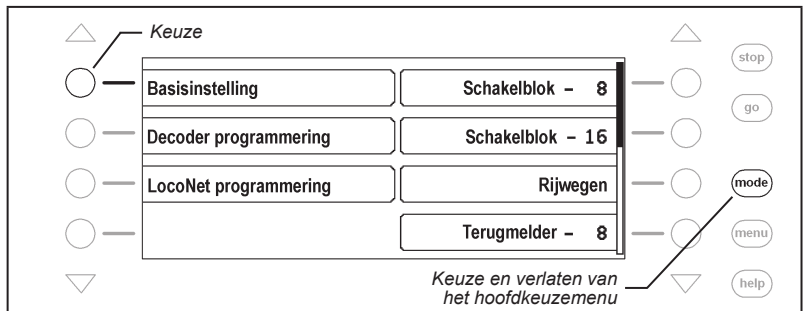 Keuze
stop
Basisinstelling
Schakelblok – 8
go
Decoder programmering
Schakelblok – 16
LocoNet programmering
Rijwegen
mode
Terugmelder – 8
menu
Keuze en verlaten van
het hoofdkeuzemenu
help